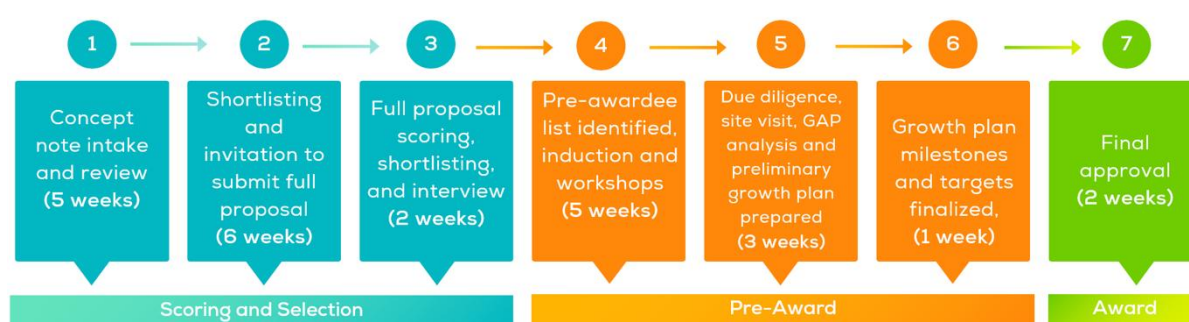 1
2
3
4
5
6
7
Concept
note intake
and review
(5 weeks)
Shortlisting
and
invitation to
submit full
proposal
(6 weeks)
Full proposal
scoring,
shortlisting,
and interview
(2 weeks)
Pre-awardee
list identified,
induction and
workshops
(5 weeks)
Due diligence,
site visit, GAP
analysis and
preliminary
growth plan
prepared
(3 weeks)
Growth plan
milestones
and targets
finalized,
(1 week)
Final
approval
(2 weeks)
Scoring and Selection
Pre-Award
Award